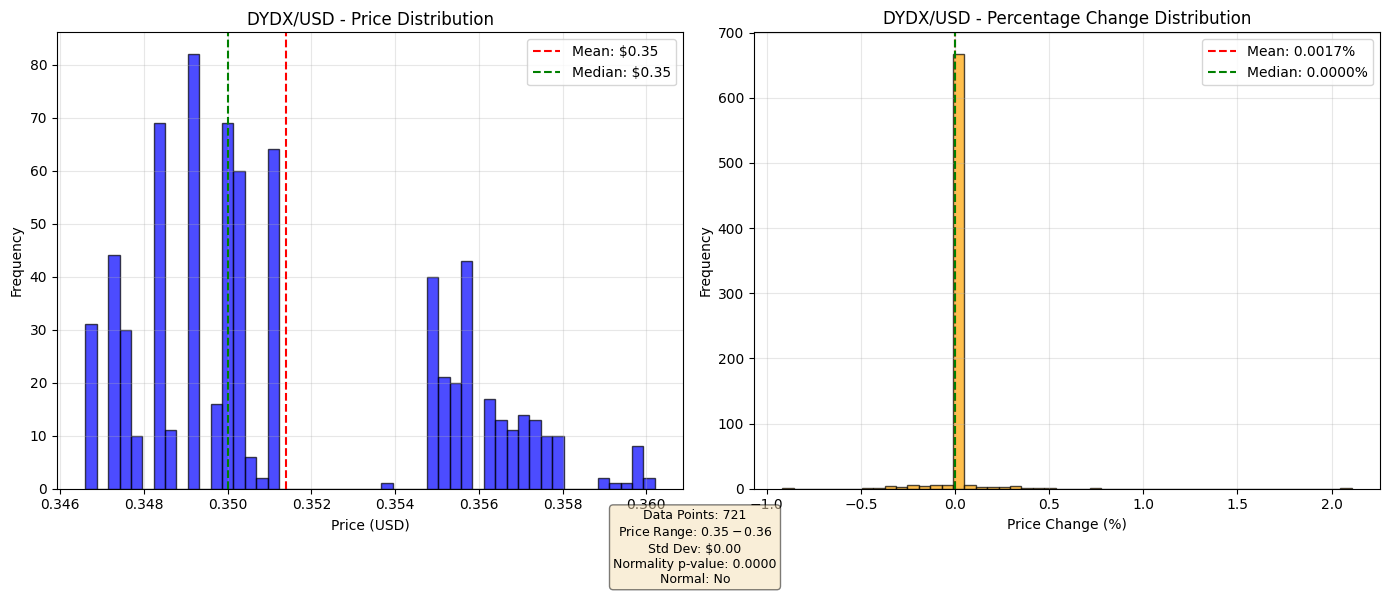 DYDX/USD - Price Distribution
Mean: $0.35
Median: $0.35
Frequency
80
70
60
50
40
30
20
10
0
0.346
0.348
0.350
0.352
0.354
0.356
0.358
0.360
Price (USD)
DYDX/USD - Percentage Change Distribution
Mean: 0.0017%
Median: 0.0000%
Frequency
700
600
500
400
300
200
100
0
−1.0
−0.5
0.0
0.5
1.0
1.5
2.0
Price Change (%)
Data Points: 721
Price Range: 0.35 − 0.36
Std Dev: $0.00
Normality p-value: 0.0000
Normal: No